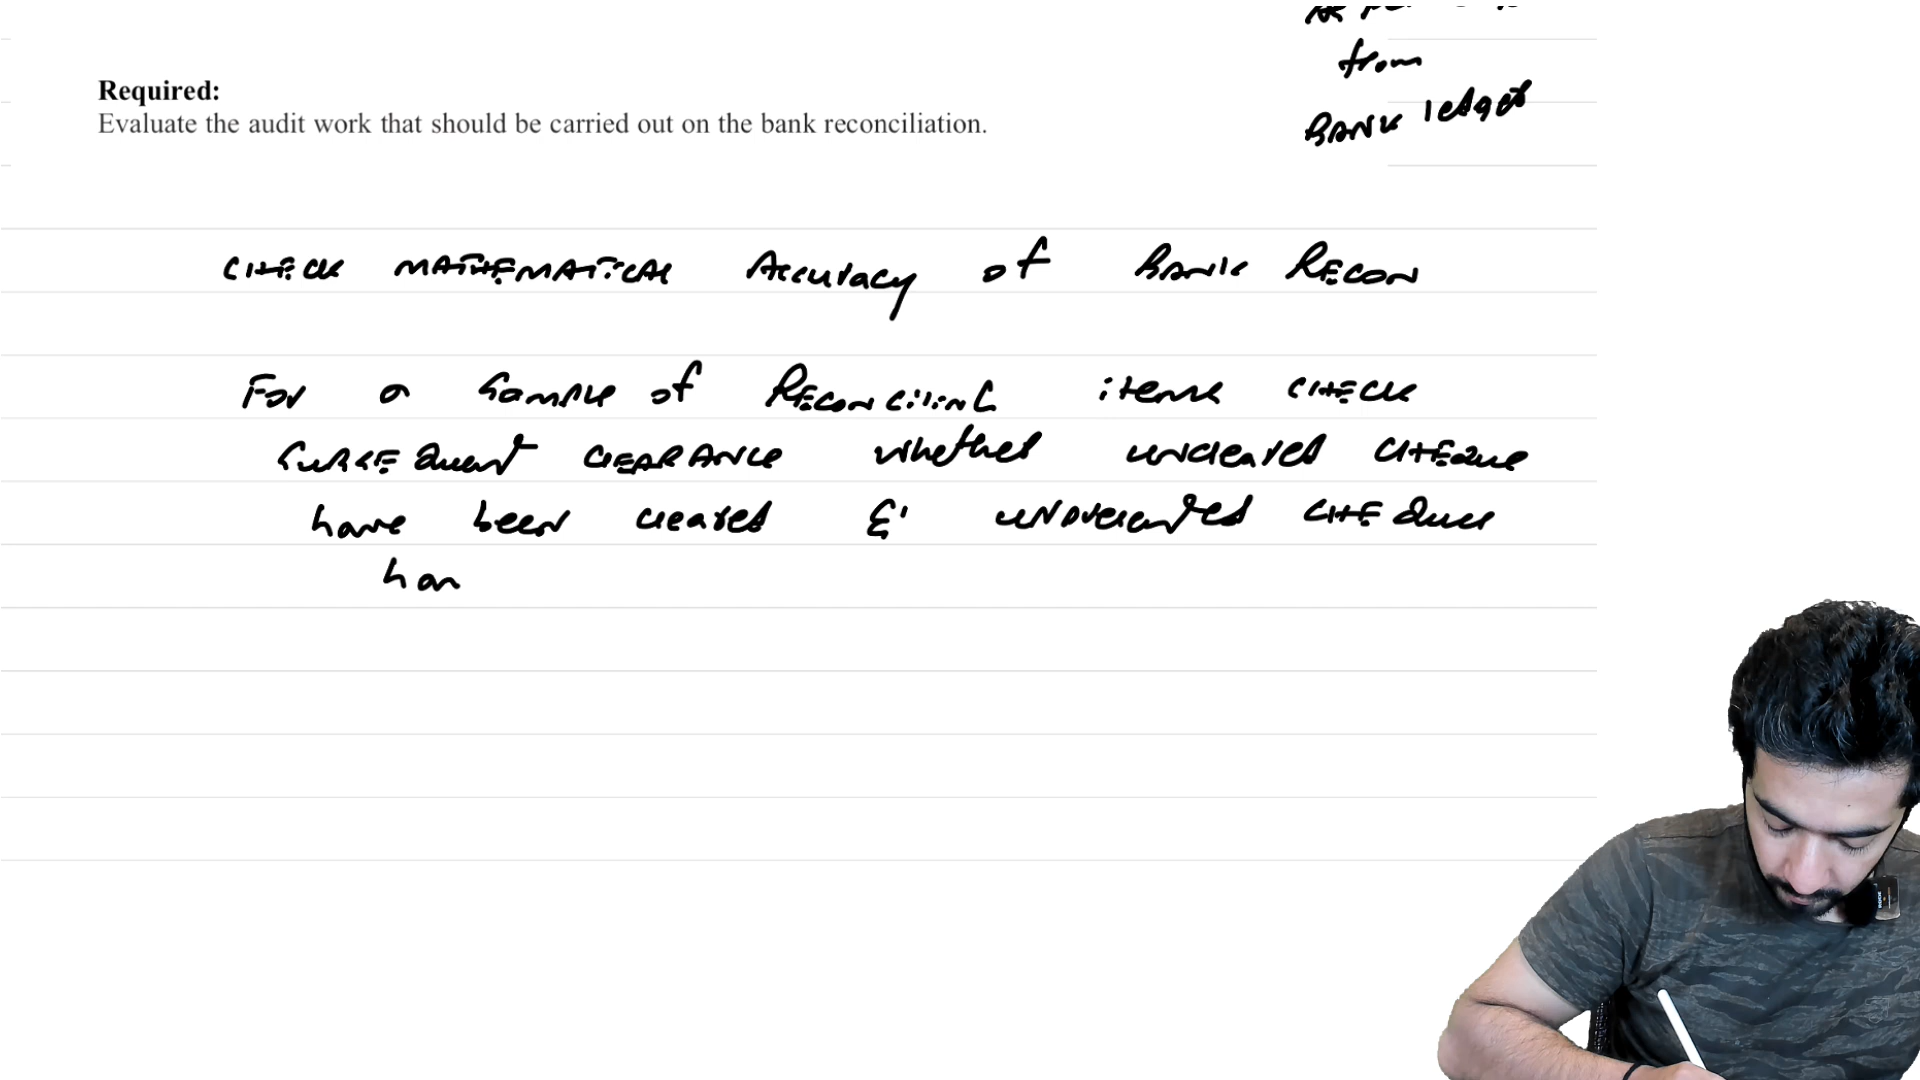 from
BANK ledger
Required:
Evaluate the audit work that should be carried out on the bank reconciliation.
CHECK MATHEMATICAL Accuracy of BANK RECON
For a Sample of RECONCILING items CHECK
SUBSEQuent CLEARANCE whether uncleared CHEQue
have been cleared & unpresented CHEQues